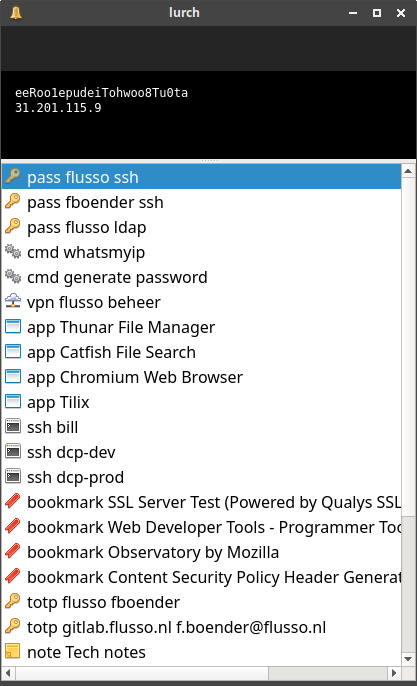 lurch
eeRoo1epudeiTohwoo8Tu0ta
31.201.115.9
pass flusso ssh
pass fboender ssh
pass flusso ldap
cmd whatsmyip
cmd generate password
vpn flusso beheer
app Thunar File Manager
app Catfish File Search
app Chromium Web Browser
app Tilix
ssh bill
ssh dcp-dev
ssh dcp-prod
bookmark SSL Server Test (Powered by Qualys SSL
bookmark Web Developer Tools - Programmer Too
bookmark Observatory by Mozilla
bookmark Content Security Policy Header Generat
totp flusso fboender
totp gitlab.flusso.nl f.boender@flusso.nl
note Tech notes